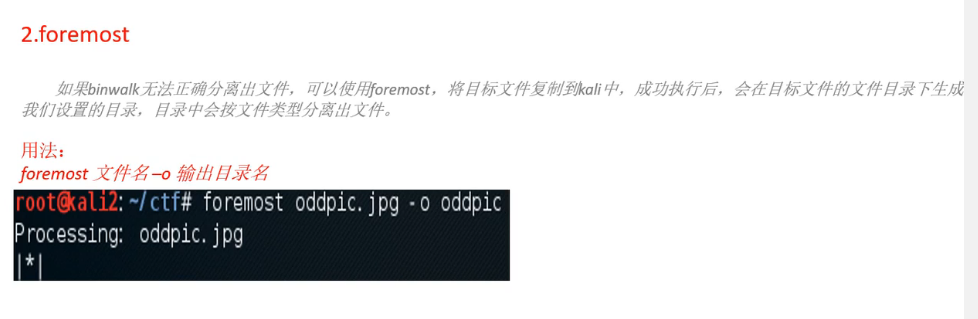 2.foremost
如果binwalk无法正确分离出文件，可以使用foremost，将目标文件复制到kali中，成功执行后，会在目标文件的文件目录下生成
我们设置的目录，目录中会按文件类型分离出文件。
用法：
foremost 文件名 –o 输出目录名
root@kali2:~/ctf# foremost oddpic.jpg -o oddpic
Processing: oddpic.jpg
|*|